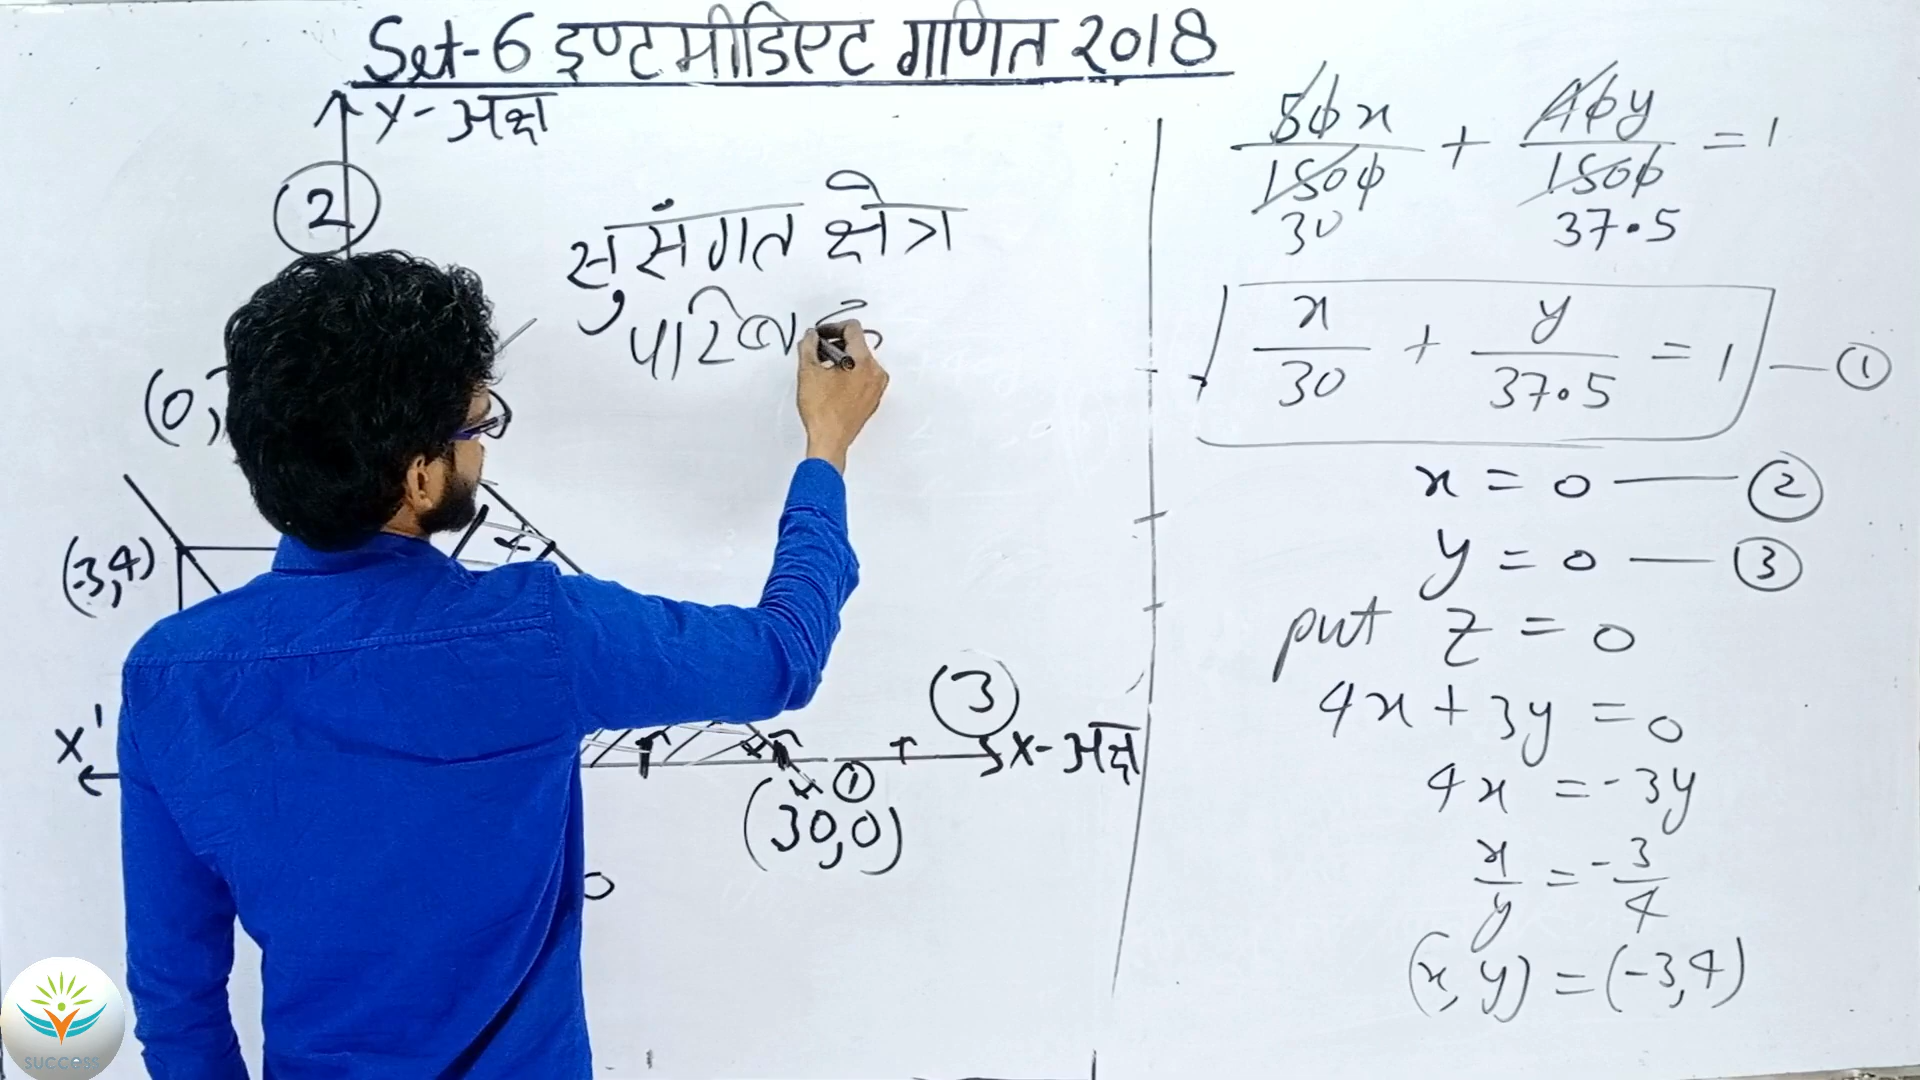 Set-6 इण्टरमीडिएट गणित 2018
Y-अक्ष
2
सुसंगत क्षेत्र
(0,
(-3,4)
X'
3
X-अक्ष
1
(30,0)
50x/1500 + 40y/1500 = 1
30 37.5
x/30 + y/37.5 = 1 — 1
x = 0 — 2
y = 0 — 3
put z = 0
4x + 3y = 0
4x = -3y
x/y = -3/4
(x, y) = (-3,4)
SUCCESS